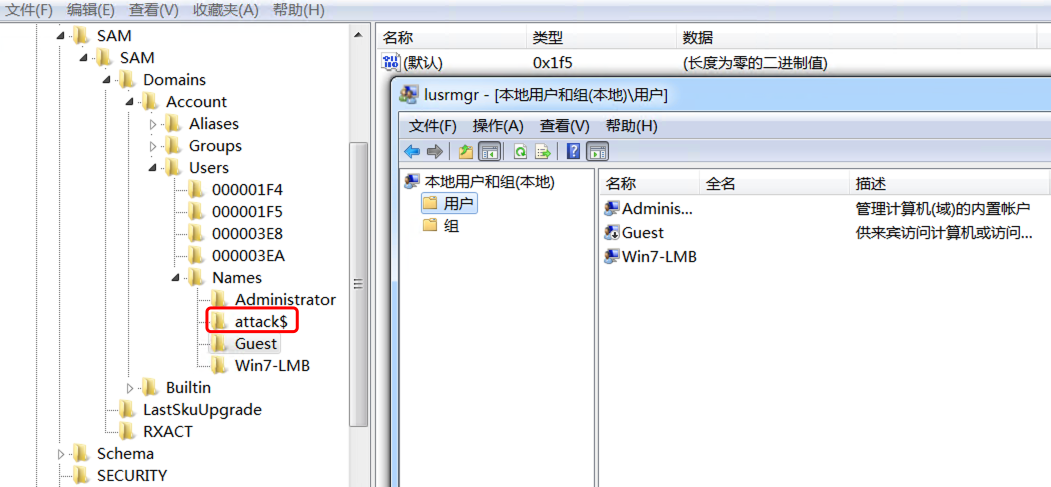 文件(F) 编辑(E) 查看(V) 收藏夹(A) 帮助(H)
SAM
SAM
Domains
Account
Aliases
Groups
Users
000001F4
000001F5
000003E8
000003EA
Names
Administrator
attack$
Guest
Win7-LMB
Builtin
LastSkuUpgrade
RXACT
Schema
SECURITY
名称 类型 数据
(默认) 0x1f5 (长度为零的二进制值)
lusrmgr - [本地用户和组(本地)\用户]
文件(F) 操作(A) 查看(V) 帮助(H)
本地用户和组(本地)
用户
组
名称 全名 描述
Adminis... 管理计算机(域)的内置帐户
Guest 供来宾访问计算机或访问...
Win7-LMB